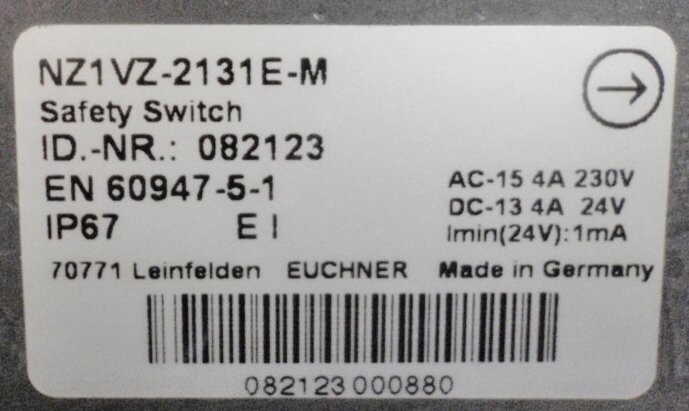 NZ1VZ-2131E-M
Safety Switch
ID.-NR.: 082123
EN 60947-5-1
IP67 E I
AC-15 4A 230V
DC-13 4A 24V
Imin(24V): 1mA
70771 Leinfelden EUCHNER Made in Germany
082123 000880